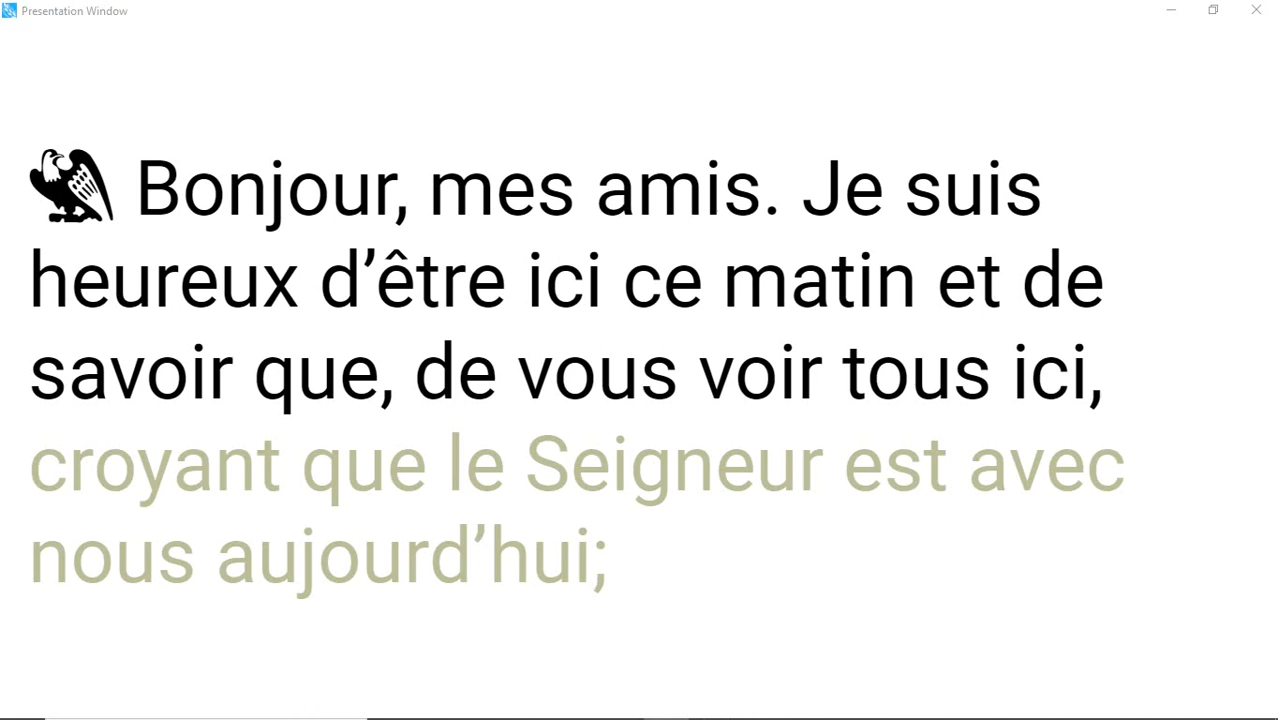 Presentation Window
Bonjour, mes amis. Je suis
heureux d’être ici ce matin et de
savoir que, de vous voir tous ici,
croyant que le Seigneur est avec
nous aujourd’hui;